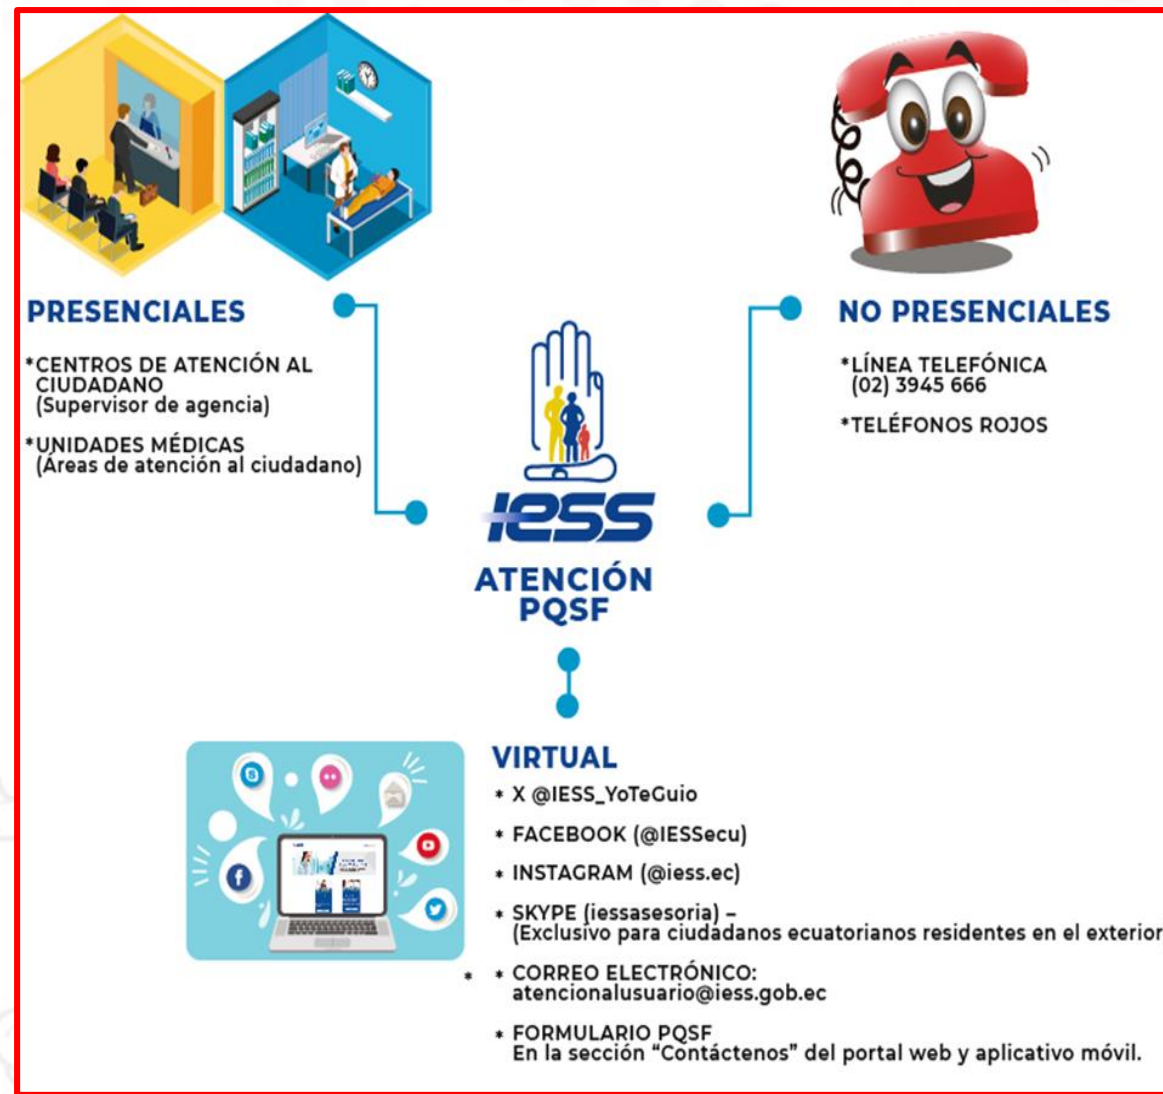 PRESENCIALES
*CENTROS DE ATENCIÓN AL
CIUDADANO
(Supervisor de agencia)
*UNIDADES MÉDICAS
(Áreas de atención al ciudadano)
NO PRESENCIALES
*LÍNEA TELEFÓNICA
(02) 3945 666
*TELÉFONOS ROJOS
IESS
ATENCIÓN
PQSF
VIRTUAL
* X @IESS_YoTeGuio
* FACEBOOK (@IESSecu)
* INSTAGRAM (@iess.ec)
* SKYPE (iessasesoria) –
(Exclusivo para ciudadanos ecuatorianos residentes en el exterior
* * CORREO ELECTRÓNICO:
atencionalusuario@iess.gob.ec
* FORMULARIO PQSF
En la sección “Contáctenos” del portal web y aplicativo móvil.